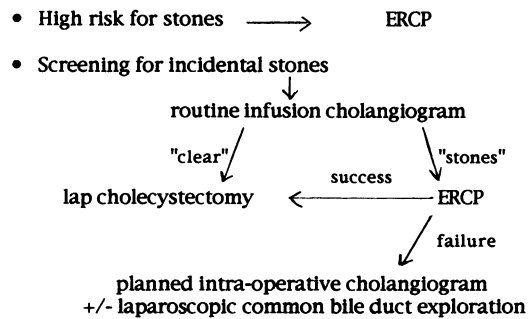 • High risk for stones ⟶ ERCP
• Screening for incidental stones
routine infusion cholangiogram
"clear" "stones"
success
lap cholecystectomy ERCP
failure
planned intra-operative cholangiogram
+/- laparoscopic common bile duct exploration